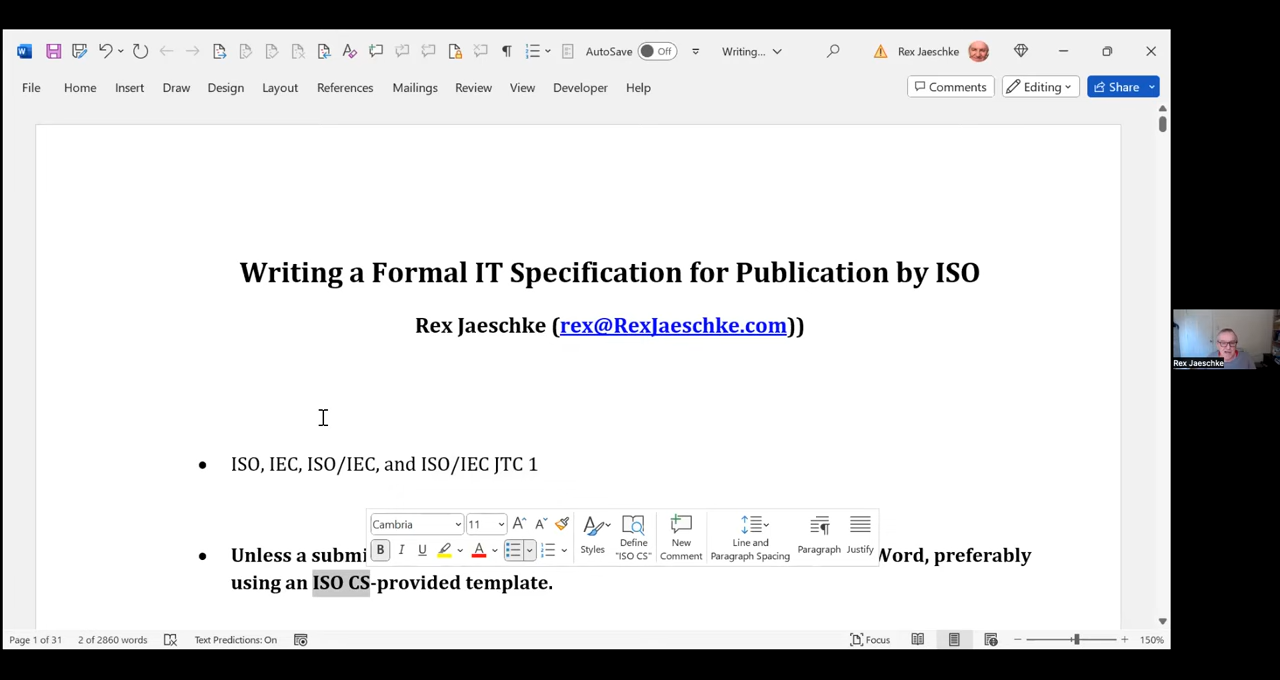 AutoSave Off Writing... Rex Jaeschke
File Home Insert Draw Design Layout References Mailings Review View Developer Help Comments Editing Share
Writing a Formal IT Specification for Publication by ISO
Rex Jaeschke (rex@RexJaeschke.com))
Rex Jaeschke
• ISO, IEC, ISO/IEC, and ISO/IEC JTC 1
Cambria 11
Styles Define "ISO CS" New Comment Line and Paragraph Spacing Paragraph Justify
• Unless a submi Word, preferably
using an ISO CS-provided template.
Page 1 of 31 2 of 2860 words Text Predictions: On Focus 150%